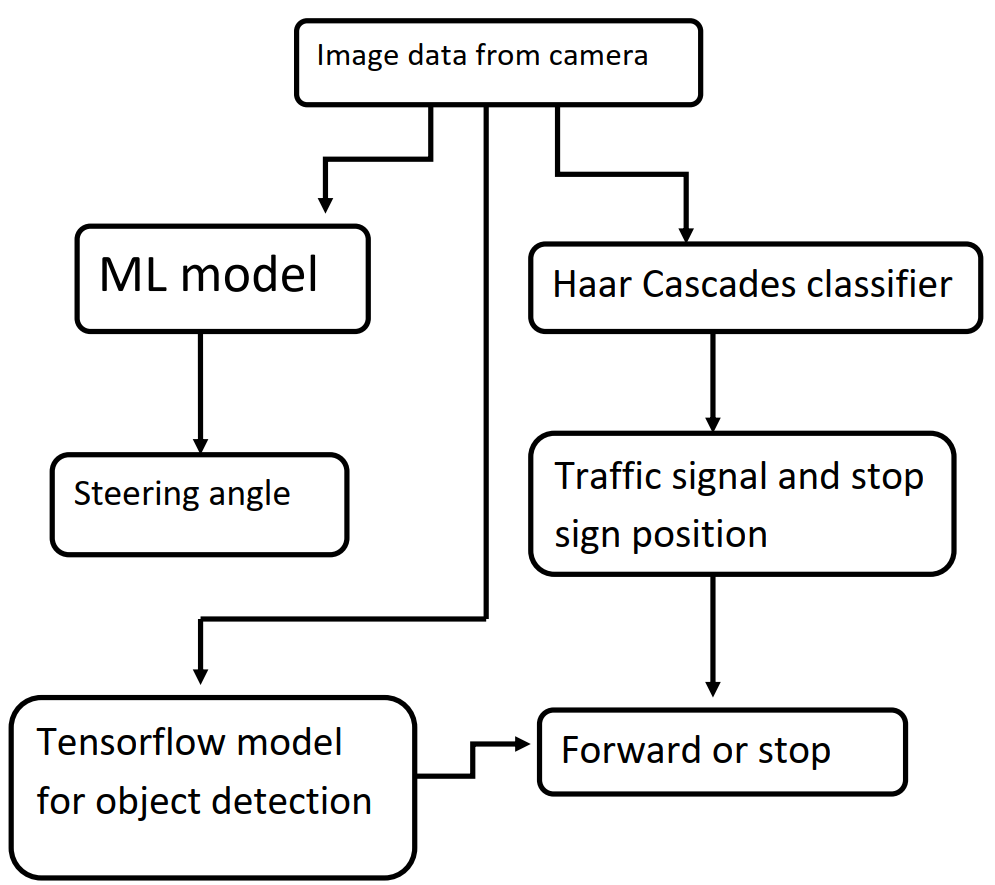 Image data from camera
ML model
Haar Cascades classifier
Steering angle
Traffic signal and stop
sign position
Tensorflow model
for object detection
Forward or stop